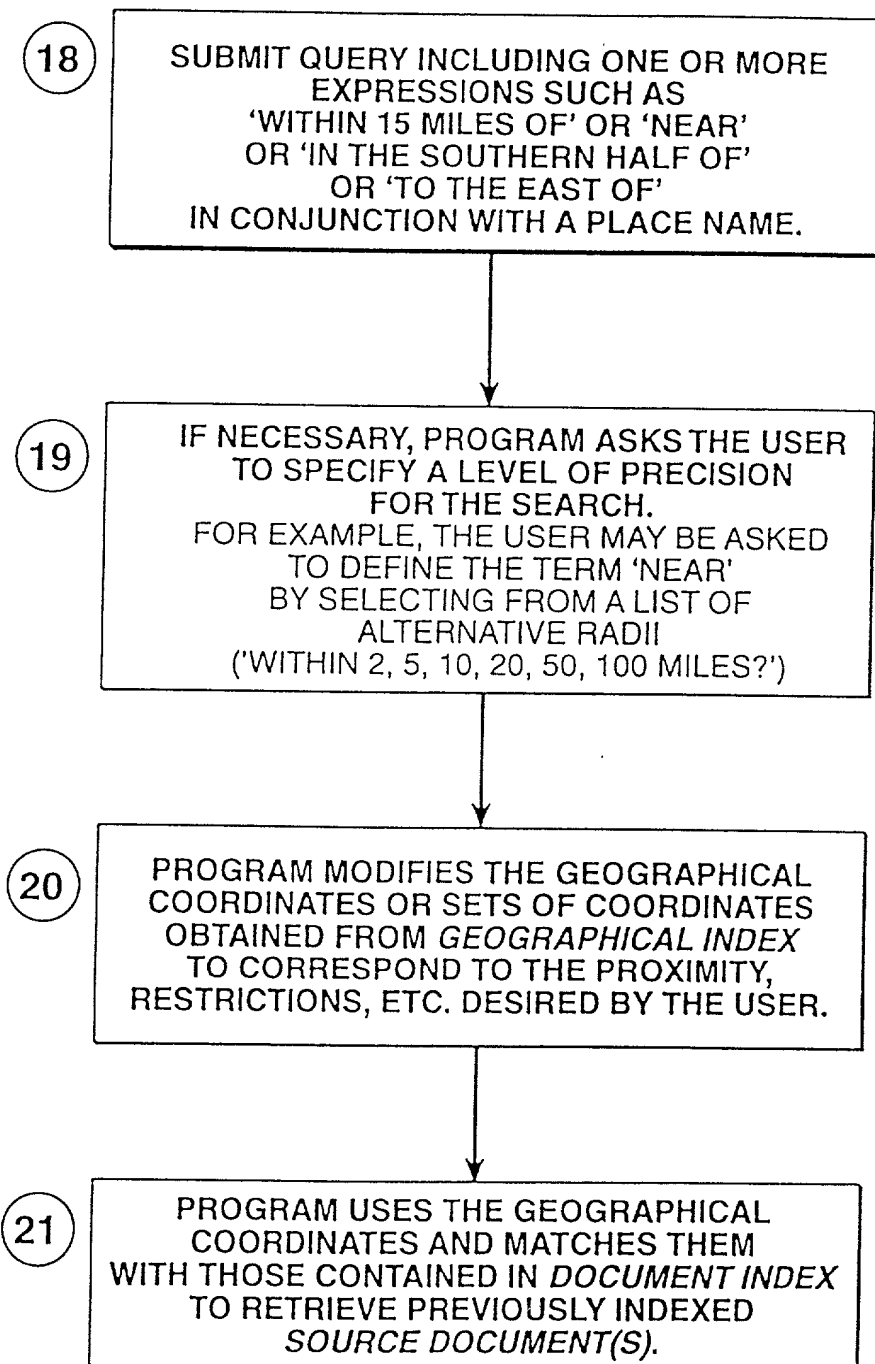 18
SUBMIT QUERY INCLUDING ONE OR MORE
EXPRESSIONS SUCH AS
'WITHIN 15 MILES OF' OR 'NEAR'
OR 'IN THE SOUTHERN HALF OF'
OR 'TO THE EAST OF'
IN CONJUNCTION WITH A PLACE NAME.
19
IF NECESSARY, PROGRAM ASKS THE USER
TO SPECIFY A LEVEL OF PRECISION
FOR THE SEARCH.
FOR EXAMPLE, THE USER MAY BE ASKED
TO DEFINE THE TERM 'NEAR'
BY SELECTING FROM A LIST OF
ALTERNATIVE RADII
('WITHIN 2, 5, 10, 20, 50, 100 MILES?')
20
PROGRAM MODIFIES THE GEOGRAPHICAL
COORDINATES OR SETS OF COORDINATES
OBTAINED FROM GEOGRAPHICAL INDEX
TO CORRESPOND TO THE PROXIMITY,
RESTRICTIONS, ETC. DESIRED BY THE USER.
21
PROGRAM USES THE GEOGRAPHICAL
COORDINATES AND MATCHES THEM
WITH THOSE CONTAINED IN DOCUMENT INDEX
TO RETRIEVE PREVIOUSLY INDEXED
SOURCE DOCUMENT(S).